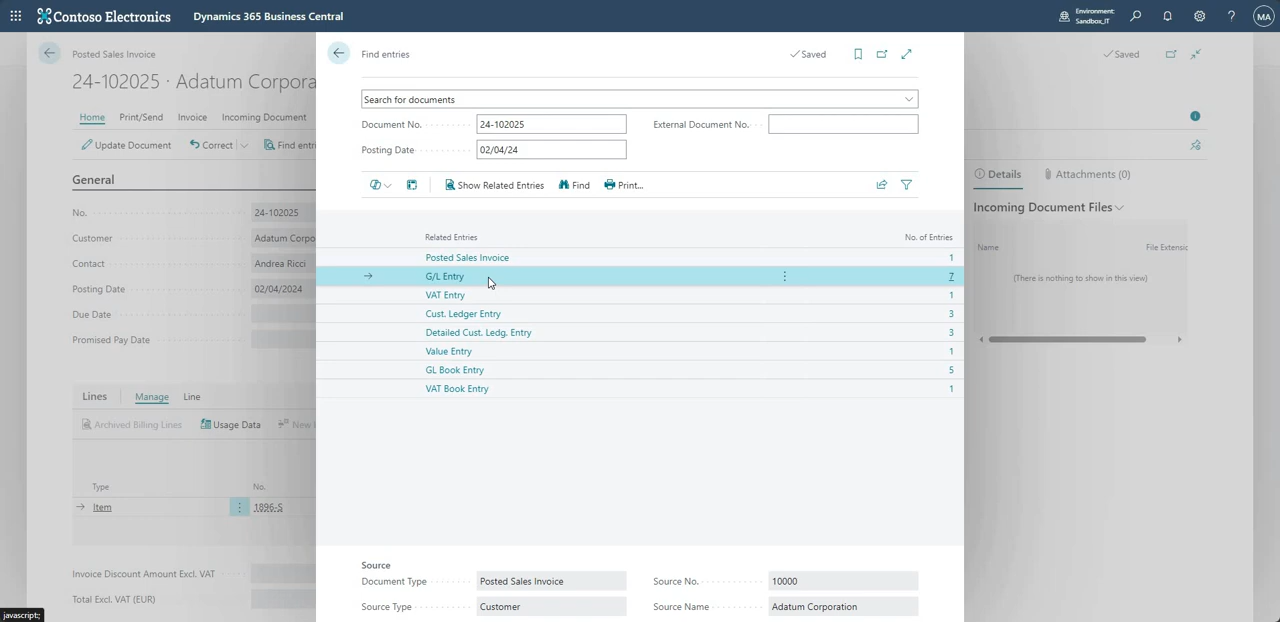 Contoso Electronics
Dynamics 365 Business Central
Environment:
Sandbox_IT
MA
Posted Sales Invoice
Saved
24-102025 · Adatum Corpora
Home
Print/Send
Invoice
Incoming Document
Update Document
Correct
Find entri
General
No.
24-102025
Customer
Adatum Corpo
Contact
Andrea Ricci
Posting Date
02/04/2024
Due Date
Promised Pay Date
Lines
Manage
Line
Archived Billing Lines
Usage Data
New
Type
No.
Item
1896-S
Invoice Discount Amount Excl. VAT
Total Excl. VAT (EUR)
javascript:;
Find entries
Saved
Search for documents
Document No.
24-102025
External Document No.
Posting Date
02/04/24
Show Related Entries
Find
Print...
Related Entries
No. of Entries
Posted Sales Invoice
1
G/L Entry
7
VAT Entry
1
Cust. Ledger Entry
3
Detailed Cust. Ledg. Entry
3
Value Entry
1
GL Book Entry
5
VAT Book Entry
1
Source
Document Type
Posted Sales Invoice
Source No.
10000
Source Type
Customer
Source Name
Adatum Corporation
Details
Attachments (0)
Incoming Document Files
Name
File Extensio
(There is nothing to show in this view)